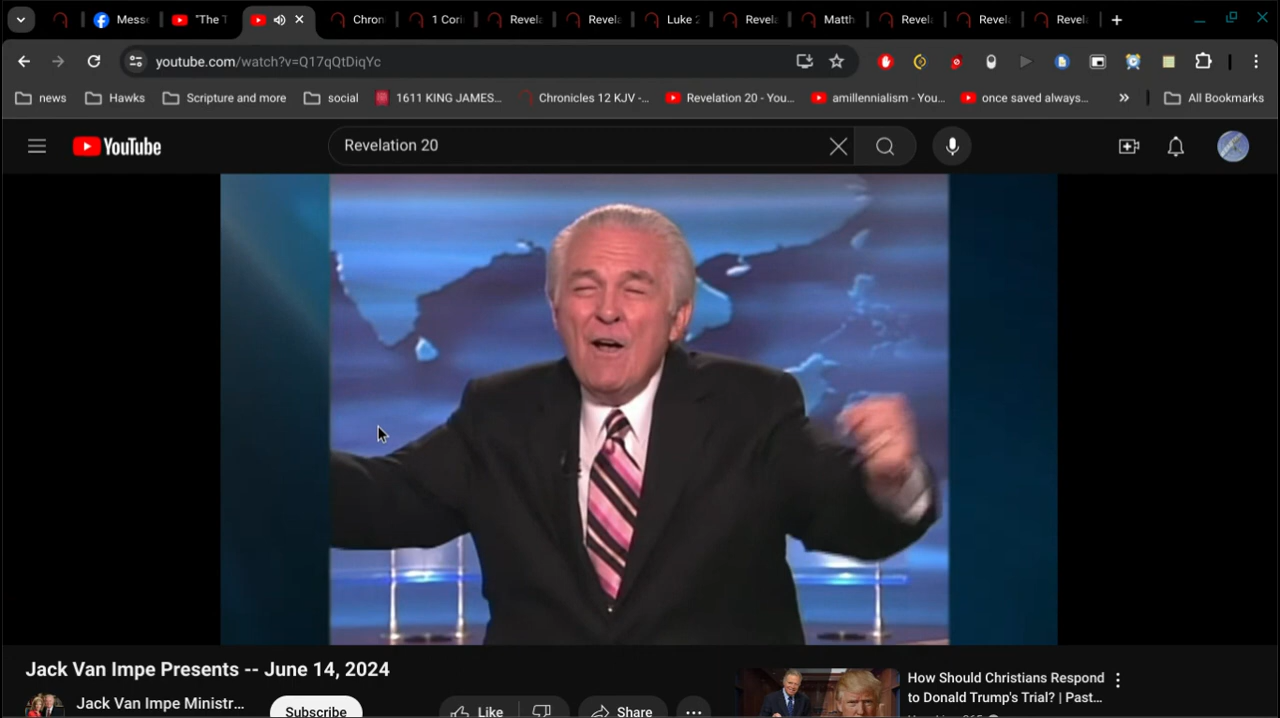 Messe
"The T
Chron
1 Cori
Revela
Revela
Luke 2
Revela
Matth
Revel
Revela
Revel
youtube.com/watch?v=Q17qQtDiqYc
news
Hawks
Scripture and more
social
1611 KING JAMES...
Chronicles 12 KJV -...
Revelation 20 - You...
amillennialism - You...
once saved always...
»
All Bookmarks
YouTube
Revelation 20
Jack Van Impe Presents -- June 14, 2024
Jack Van Impe Ministr...
Subscribe
Like
Share
How Should Christians Respond
to Donald Trump's Trial? | Past...